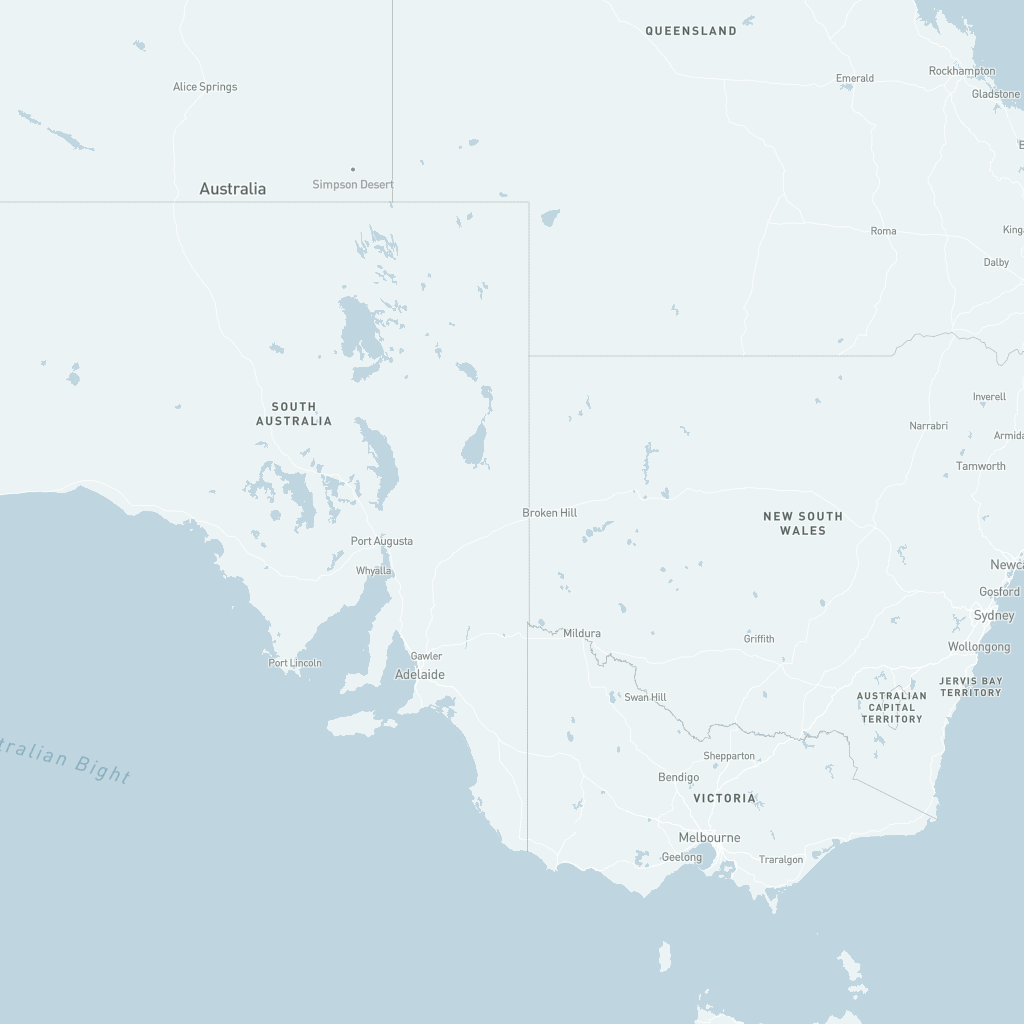 QUEENSLAND
Rockhampton
Emerald
Alice Springs
Gladstone
Simpson Desert
Australia
Roma
Dalby
Inverell
SOUTH
AUSTRALIA
Narrabri
Armida
Tamworth
Broken Hill
NEW SOUTH
WALES
Port Augusta
Newca
Whyalla
Gosford
Sydney
Mildura
Griffith
Wollongong
Gawler
Port Lincoln
Adelaide
JERVIS BAY
TERRITORY
Swan Hill
AUSTRALIAN
CAPITAL
TERRITORY
tralian Bight
Shepparton
Bendigo
VICTORIA
Melbourne
Geelong
Traralgon